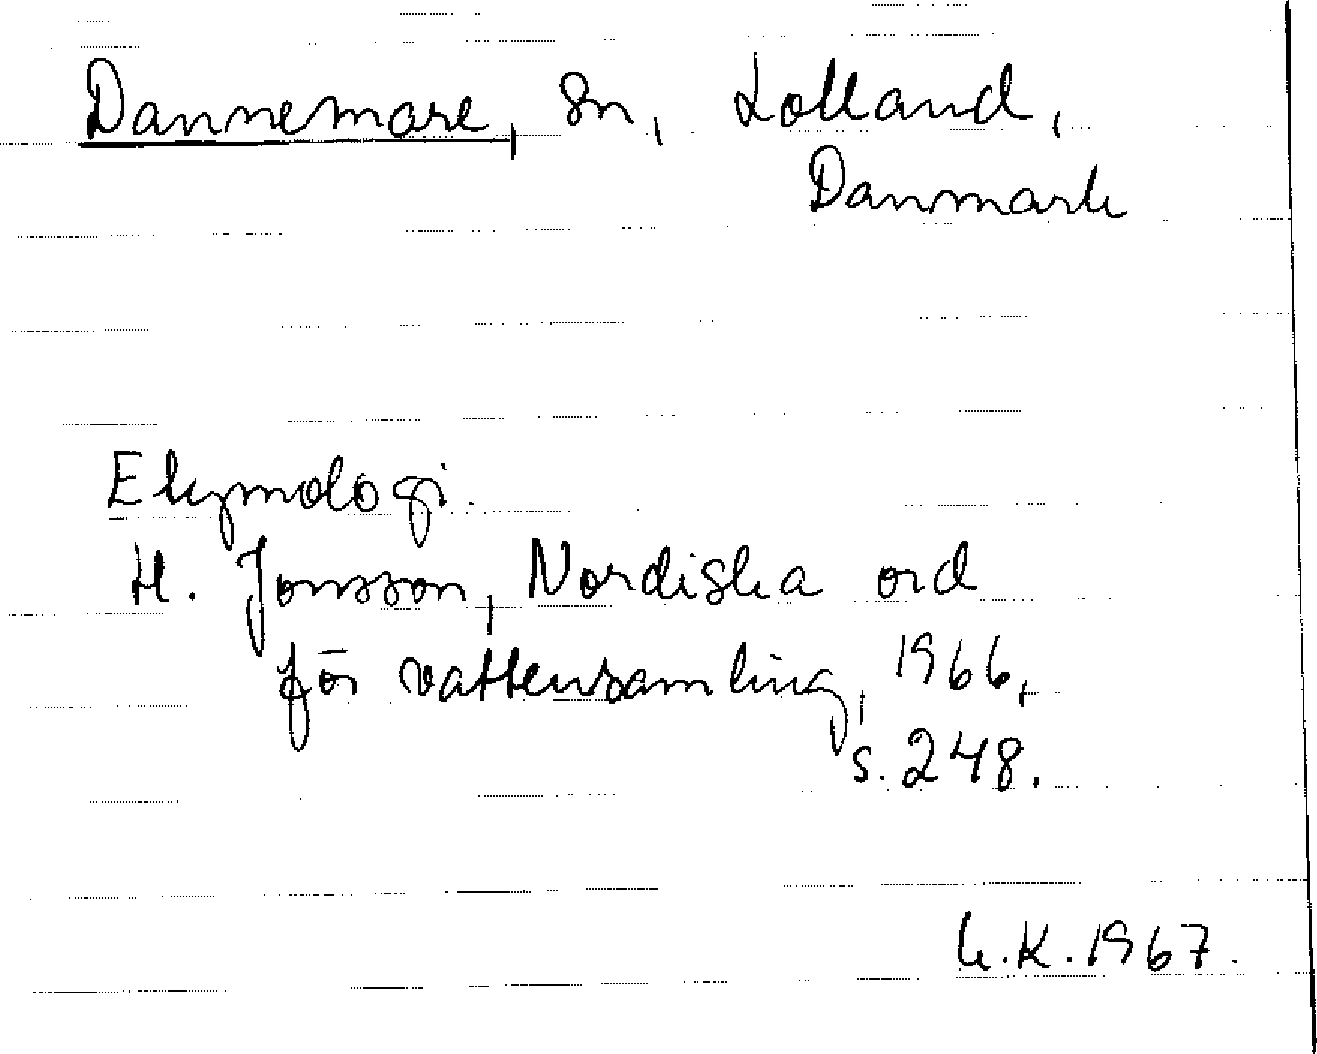 Dannemare, Sn, Lolland,
Danmark
Etymologi.
H. Jonsson, Nordiska ord
för vattensamling, 1966,
s. 248.
K. 1967.